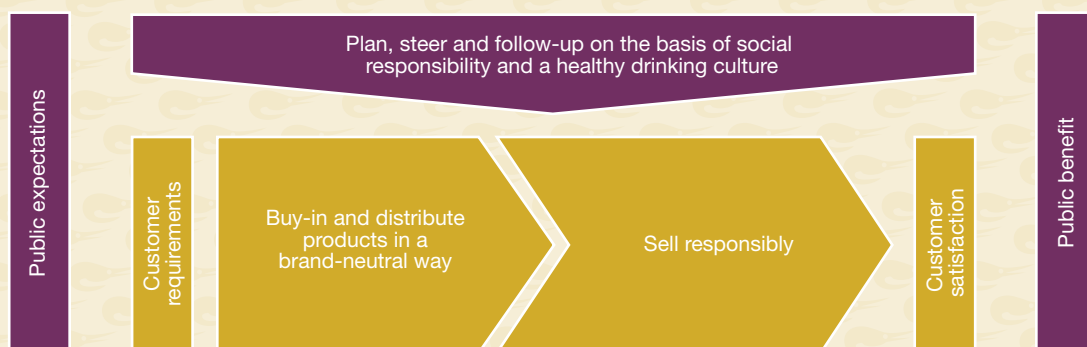 Public expectations
Plan, steer and follow-up on the basis of social
responsibility and a healthy drinking culture
Customer
requirements
Buy-in and distribute
products in a
brand-neutral way
Sell responsibly
Customer
satisfaction
Public benefit